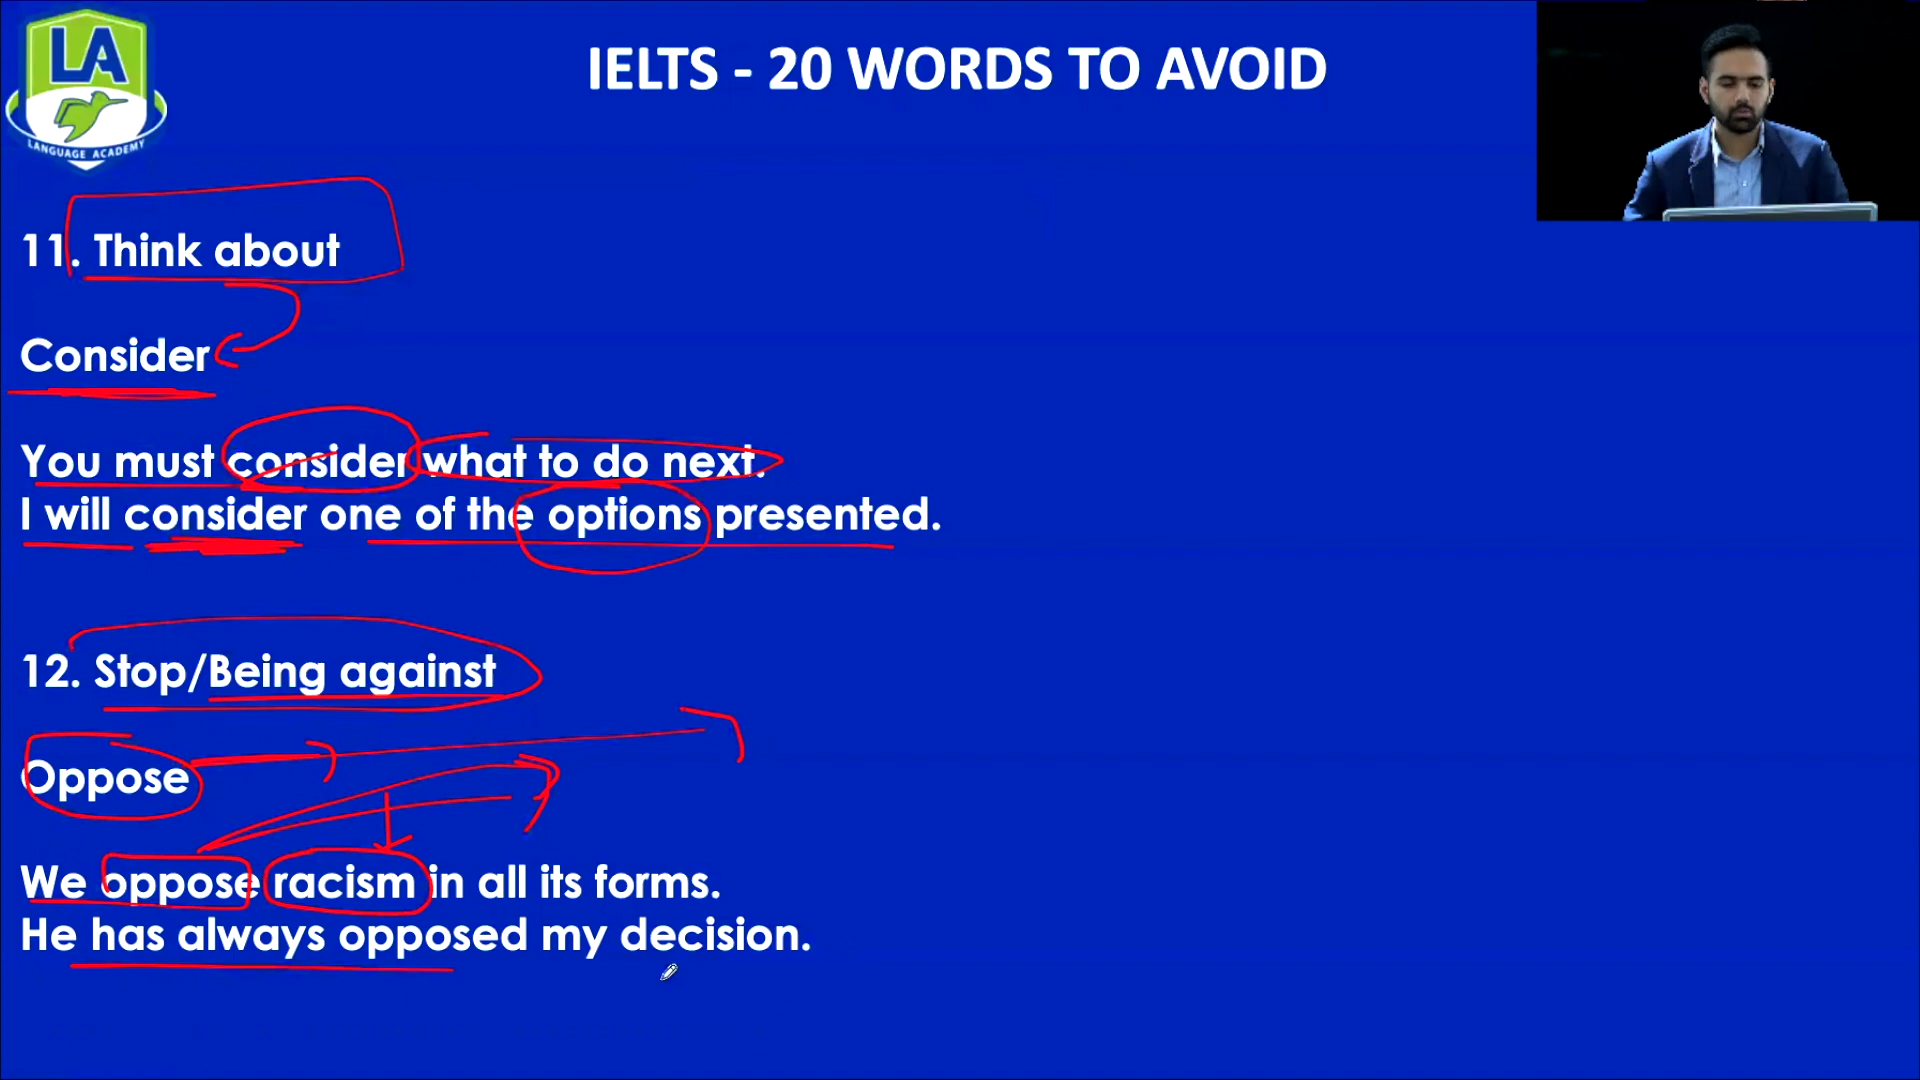 LA
LANGUAGE ACADEMY
IELTS - 20 WORDS TO AVOID
11. Think about
Consider
You must consider what to do next.
I will consider one of the options presented.
12. Stop/Being against
Oppose
We oppose racism in all its forms.
He has always opposed my decision.